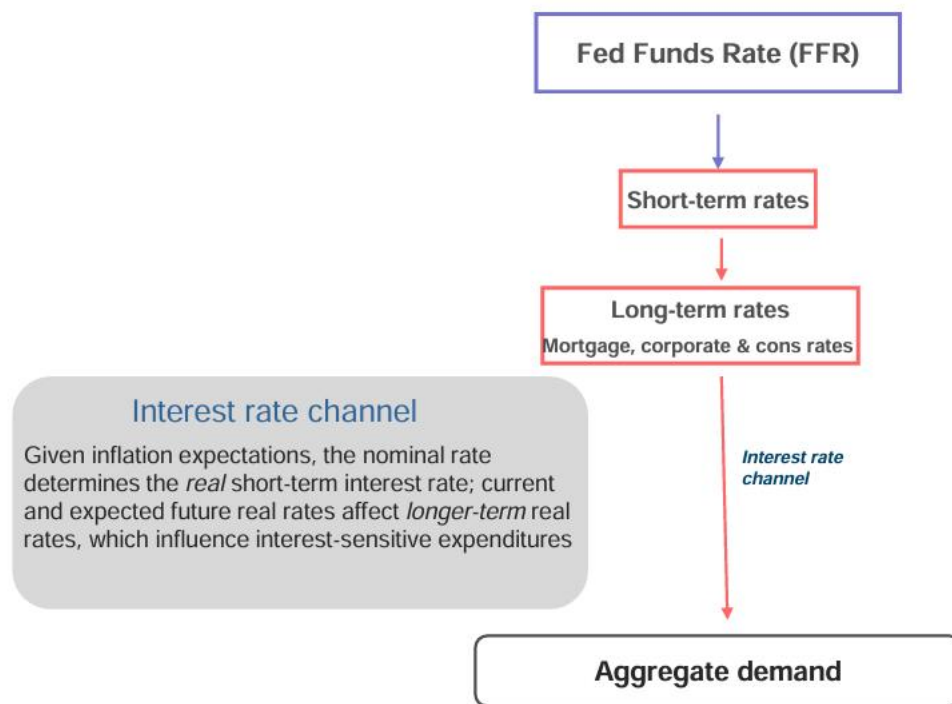 Fed Funds Rate (FFR)
Short-term rates
Long-term rates
Mortgage, corporate & cons rates
Interest rate channel
Given inflation expectations, the nominal rate
determines the real short-term interest rate; current
and expected future real rates affect longer-term real
rates, which influence interest-sensitive expenditures
Interest rate
channel
Aggregate demand